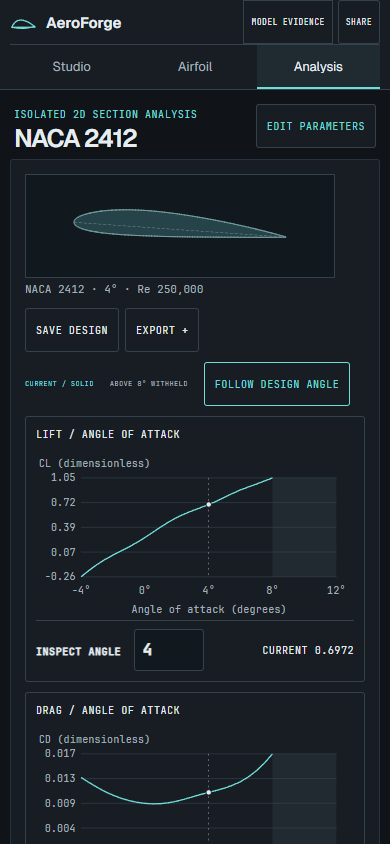 AeroForge
MODEL EVIDENCE
SHARE
Studio
Airfoil
Analysis
ISOLATED 2D SECTION ANALYSIS
NACA 2412
EDIT PARAMETERS
NACA 2412 · 4° · Re 250,000
SAVE DESIGN
EXPORT +
CURRENT / SOLID
ABOVE 8° WITHHELD
FOLLOW DESIGN ANGLE
LIFT / ANGLE OF ATTACK
CL (dimensionless)
1.05
0.72
0.39
0.07
-0.26
-4°
0°
4°
8°
12°
Angle of attack (degrees)
INSPECT ANGLE
4
CURRENT 0.6972
DRAG / ANGLE OF ATTACK
CD (dimensionless)
0.017
0.013
0.009
0.004